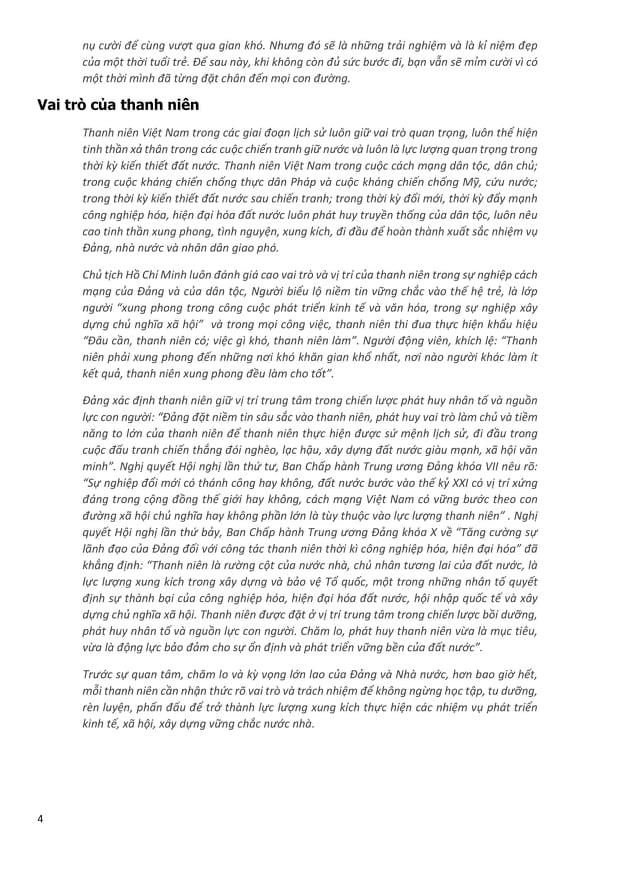 nụ cười để cùng vượt qua gian khó. Nhưng đó sẽ là những trải nghiệm và là kỉ niệm đẹp
của một thời tuổi trẻ. Để sau này, khi không còn đủ sức bước đi, bạn vẫn sẽ mỉm cười vì có
một thời mình đã từng đặt chân đến mọi con đường.
Vai trò của thanh niên
Thanh niên Việt Nam trong các giai đoạn lịch sử luôn giữ vai trò quan trọng, luôn thể hiện
tinh thần xả thân trong các cuộc chiến tranh giữ nước và luôn là lực lượng quan trọng trong
thời kỳ kiến thiết đất nước. Thanh niên Việt Nam trong cuộc cách mạng dân tộc, dân chủ;
trong cuộc kháng chiến chống thực dân Pháp và cuộc kháng chiến chống Mỹ, cứu nước;
trong thời kỳ kiến thiết đất nước sau chiến tranh; trong thời kỳ đổi mới, thời kỳ đẩy mạnh
công nghiệp hóa, hiện đại hóa đất nước luôn phát huy truyền thống của dân tộc, luôn nêu
cao tinh thần xung phong, tình nguyện, xung kích, đi đầu để hoàn thành xuất sắc nhiệm vụ
Đảng, nhà nước và nhân dân giao phó.
Chủ tịch Hồ Chí Minh luôn đánh giá cao vai trò và vị trí của thanh niên trong sự nghiệp cách
mạng của Đảng và của dân tộc, Người biểu lộ niềm tin vững chắc vào thế hệ trẻ, là lớp
người “xung phong trong công cuộc phát triển kinh tế và văn hóa, trong sự nghiệp xây
dựng chủ nghĩa xã hội” và trong mọi công việc, thanh niên thi đua thực hiện khẩu hiệu
“Đâu cần, thanh niên có; việc gì khó, thanh niên làm”. Người động viên, khích lệ: “Thanh
niên phải xung phong đến những nơi khó khăn gian khổ nhất, nơi nào người khác làm ít
kết quả, thanh niên xung phong đều làm cho tốt”.
Đảng xác định thanh niên giữ vị trí trung tâm trong chiến lược phát huy nhân tố và nguồn
lực con người: “Đảng đặt niềm tin sâu sắc vào thanh niên, phát huy vai trò làm chủ và tiềm
năng to lớn của thanh niên để thanh niên thực hiện được sứ mệnh lịch sử, đi đầu trong
cuộc đấu tranh chiến thắng đói nghèo, lạc hậu, xây dựng đất nước giàu mạnh, xã hội văn
minh”. Nghị quyết Hội nghị lần thứ tư, Ban Chấp hành Trung ương Đảng khóa VII nêu rõ:
“Sự nghiệp đổi mới có thánh công hay không, đất nước bước vào thế kỷ XXI có vị trí xứng
đáng trong cộng đồng thế giới hay không, cách mạng Việt Nam có vững bước theo con
đường xã hội chủ nghĩa hay không phần lớn là tùy thuộc vào lực lượng thanh niên” . Nghị
quyết Hội nghị lần thứ bảy, Ban Chấp hành Trung ương Đảng khóa X về “Tăng cường sự
lãnh đạo của Đảng đối với công tác thanh niên thời kì công nghiệp hóa, hiện đại hóa” đã
khẳng định: “Thanh niên là rường cột của nước nhà, chủ nhân tương lai của đất nước, là
lực lượng xung kích trong xây dựng và bảo vệ Tổ quốc, một trong những nhân tố quyết
định sự thành bại của công nghiệp hóa, hiện đại hóa đất nước, hội nhập quốc tế và xây
dựng chủ nghĩa xã hội. Thanh niên được đặt ở vị trí trung tâm trong chiến lược bồi dưỡng,
phát huy nhân tố và nguồn lực con người. Chăm lo, phát huy thanh niên vừa là mục tiêu,
vừa là động lực bảo đảm cho sự ổn định và phát triển vững bền của đất nước”.
Trước sự quan tâm, chăm lo và kỳ vọng lớn lao của Đảng và Nhà nước, hơn bao giờ hết,
mỗi thanh niên cần nhận thức rõ vai trò và trách nhiệm để không ngừng học tập, tu dưỡng,
rèn luyện, phấn đấu để trở thành lực lượng xung kích thực hiện các nhiệm vụ phát triển
kinh tế, xã hội, xây dựng vững chắc nước nhà.
4